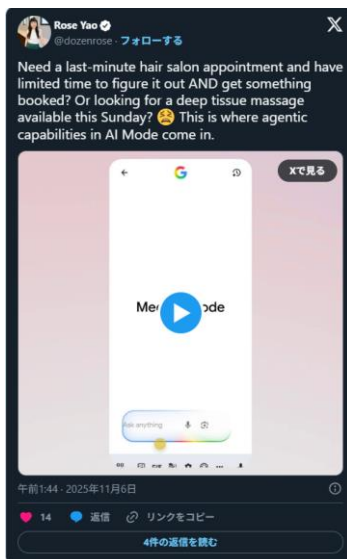 Rose Yao
@dozenrose · フォローする
Need a last-minute hair salon appointment and have
limited time to figure it out AND get something
booked? Or looking for a deep tissue massage
available this Sunday? 😫 This is where agentic
capabilities in AI Mode come in.
Xで見る
Ask anything
午前1:44 · 2025年11月6日
14 返信 リンクをコピー
4件の返信を読む